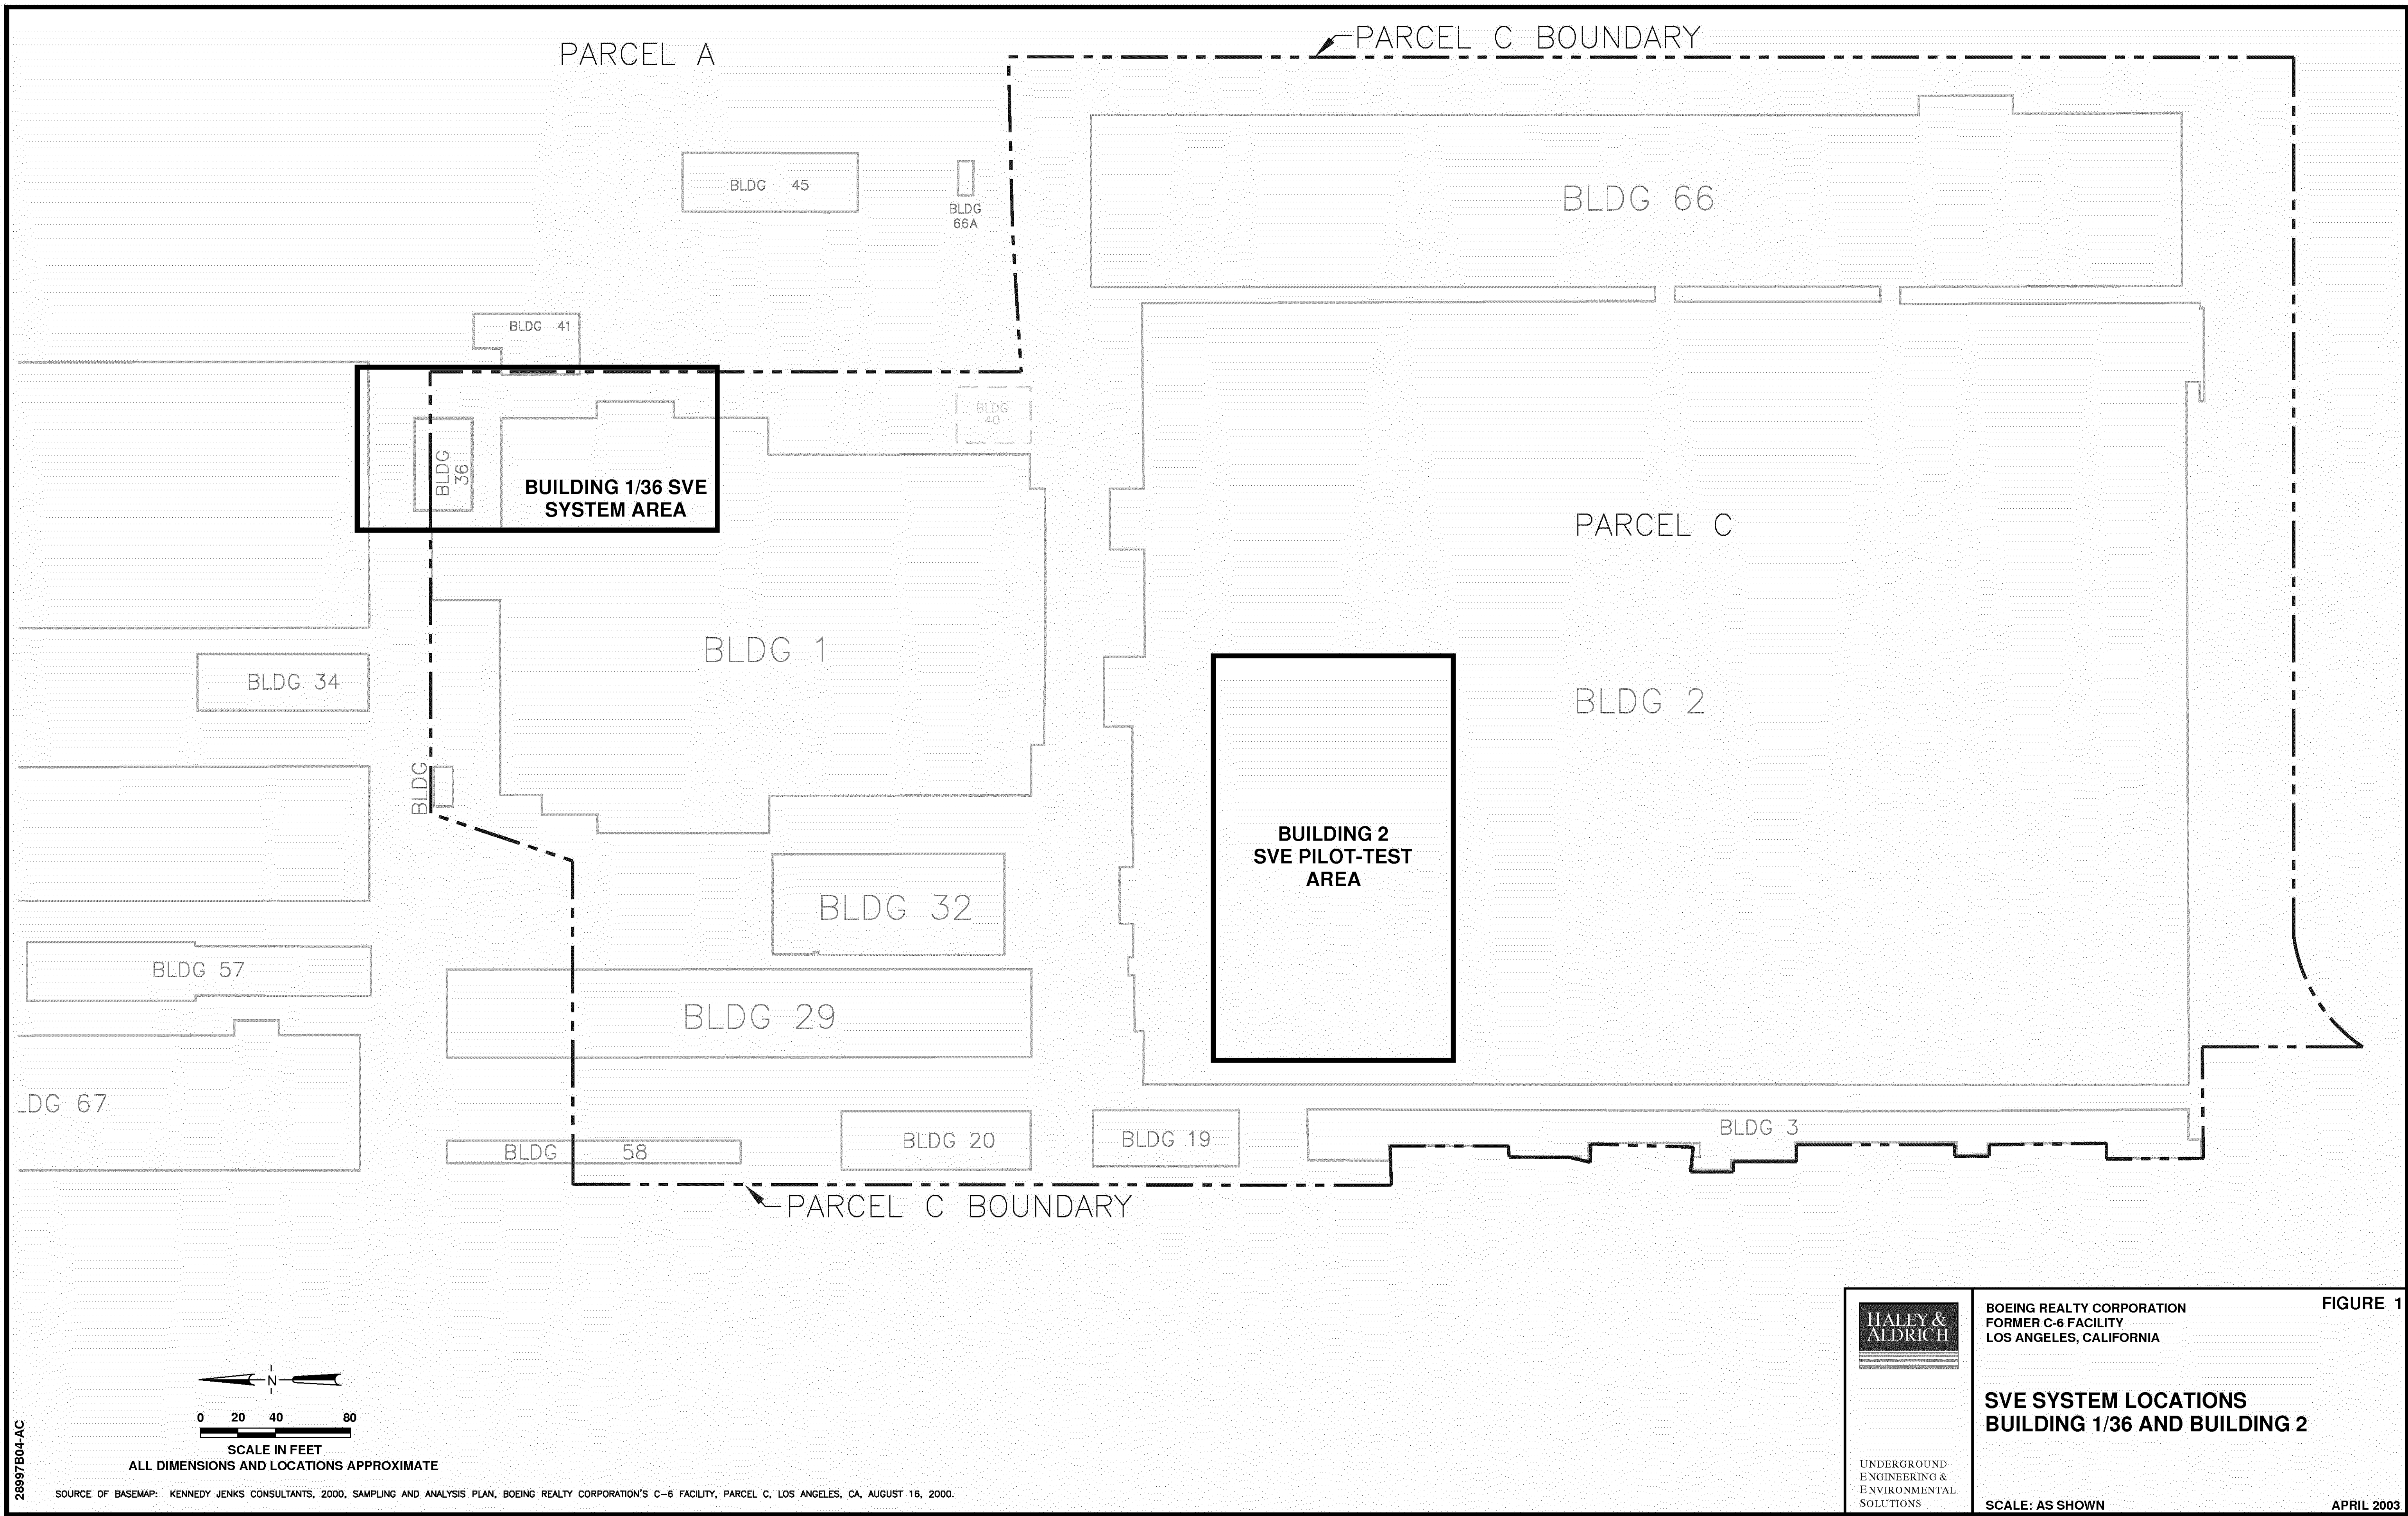 PARCEL C BOUNDARY
PARCEL A
BLDG 45
BLDG
66A
BLDG 66
BLDG 41
BLDG
40
BLDG
36
BUILDING 1/36 SVE
SYSTEM AREA
PARCEL C
BLDG 1
BLDG 34
BLDG 2
BLDG
BUILDING 2
SVE PILOT-TEST
AREA
BLDG 32
BLDG 57
BLDG 29
LDG 67
BLDG 3
BLDG 20
BLDG 19
BLDG 58
PARCEL C BOUNDARY
N
0 20 40 80
SCALE IN FEET
ALL DIMENSIONS AND LOCATIONS APPROXIMATE
SOURCE OF BASEMAP: KENNEDY JENKS CONSULTANTS, 2000, SAMPLING AND ANALYSIS PLAN, BOEING REALTY CORPORATION'S C-6 FACILITY, PARCEL C, LOS ANGELES, CA, AUGUST 16, 2000.
28997B04-AC
HALEY &
ALDRICH
UNDERGROUND
ENGINEERING &
ENVIRONMENTAL
SOLUTIONS
FIGURE 1
BOEING REALTY CORPORATION
FORMER C-6 FACILITY
LOS ANGELES, CALIFORNIA
SVE SYSTEM LOCATIONS
BUILDING 1/36 AND BUILDING 2
SCALE: AS SHOWN
APRIL 2003